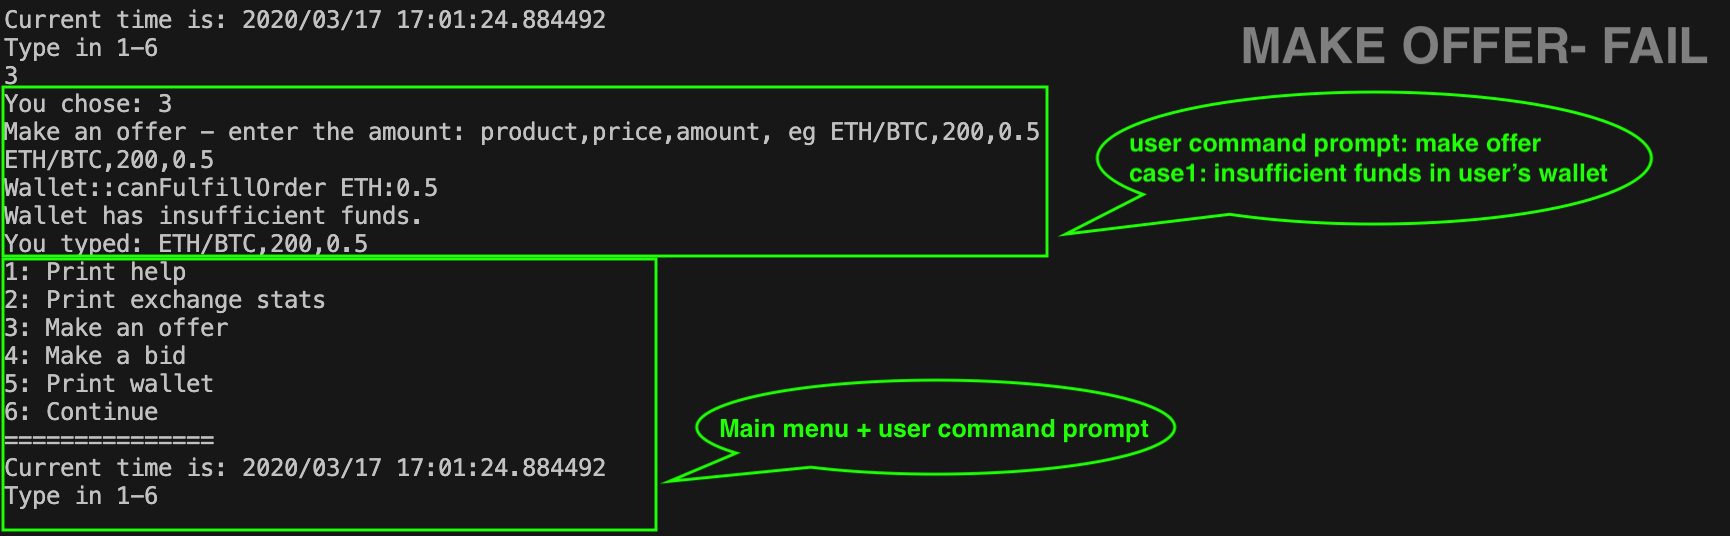 Current time is: 2020/03/17 17:01:24.884492
Type in 1-6
3
MAKE OFFER- FAIL
You chose: 3
Make an offer - enter the amount: product,price,amount, eg ETH/BTC,200,0.5
ETH/BTC,200,0.5
Wallet::canFulfillOrder ETH:0.5
Wallet has insufficient funds.
You typed: ETH/BTC,200,0.5
user command prompt: make offer
case1: insufficient funds in user’s wallet
1: Print help
2: Print exchange stats
3: Make an offer
4: Make a bid
5: Print wallet
6: Continue
===============
Current time is: 2020/03/17 17:01:24.884492
Type in 1-6
Main menu + user command prompt